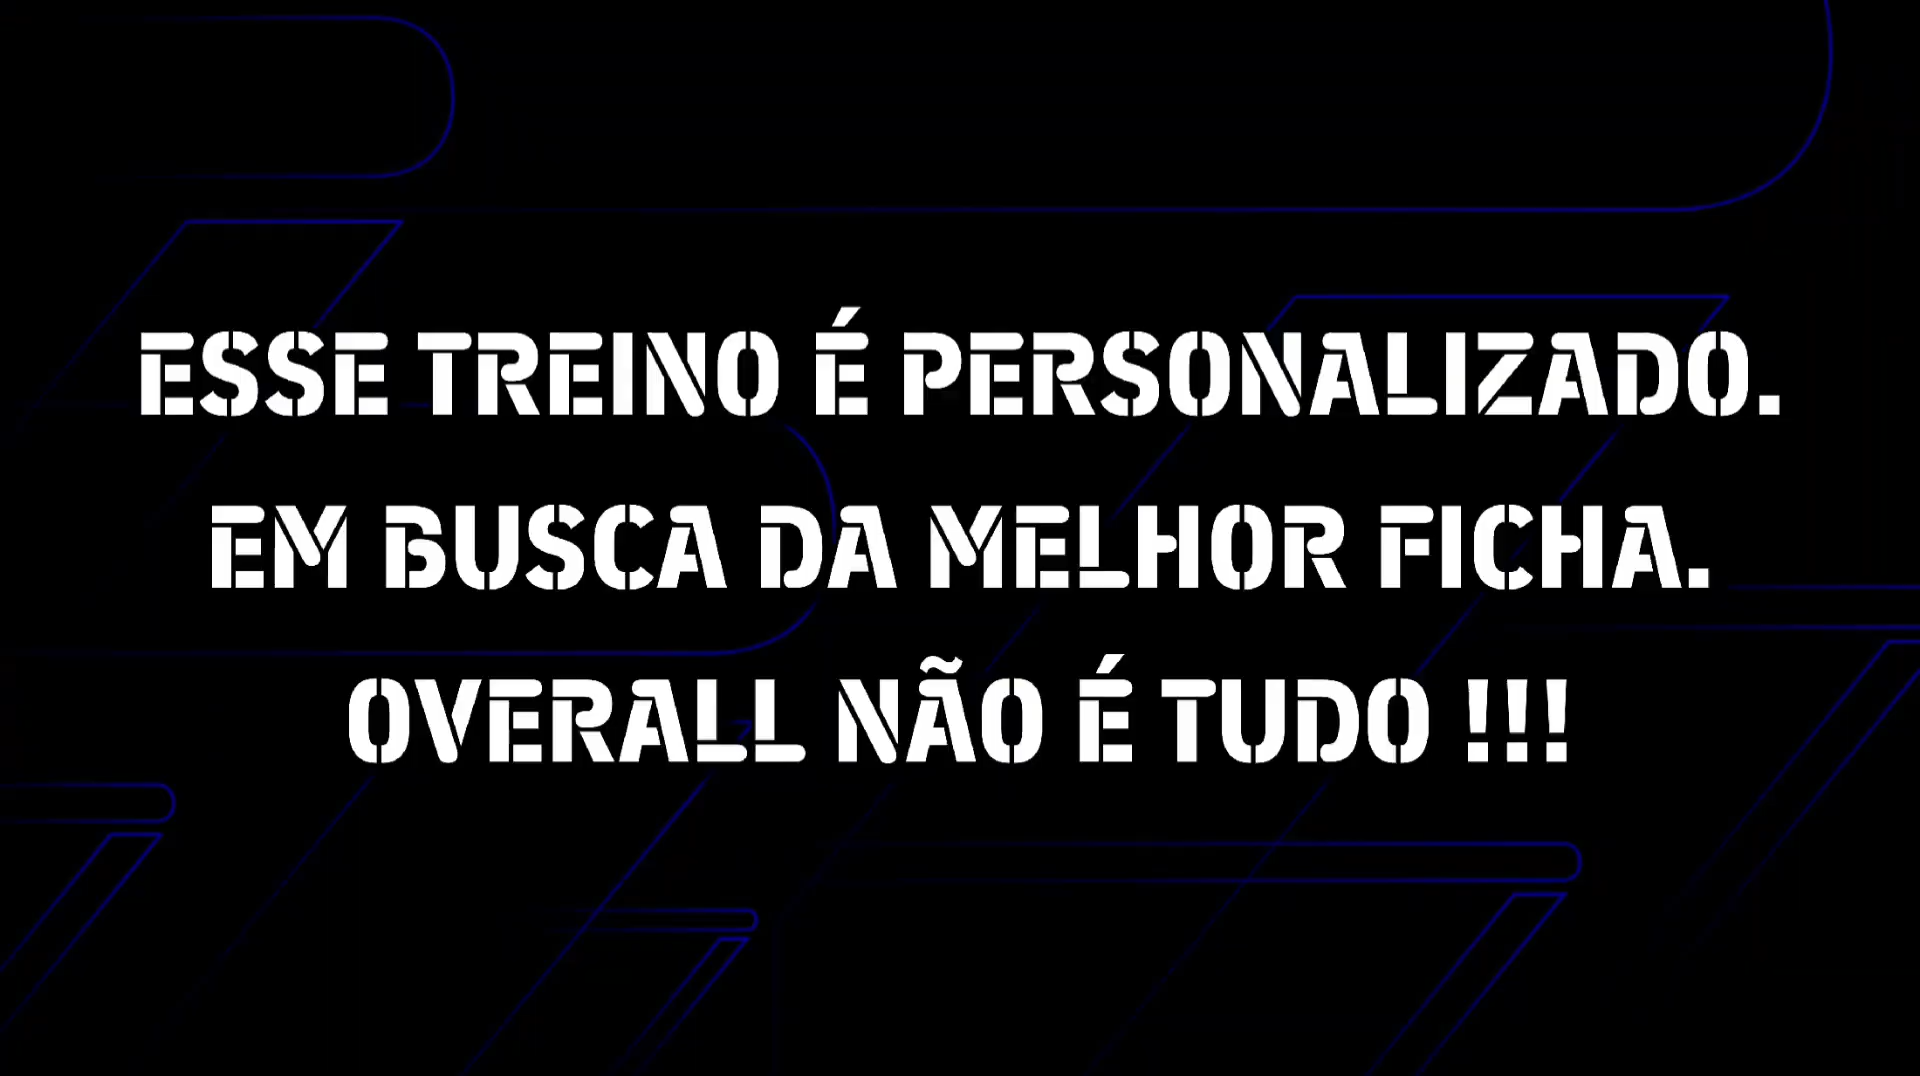 ESSE TREINO É PERSONALIZADO.
EM BUSCA DA MELHOR FICHA.
OVERALL NÃO É TUDO !!!